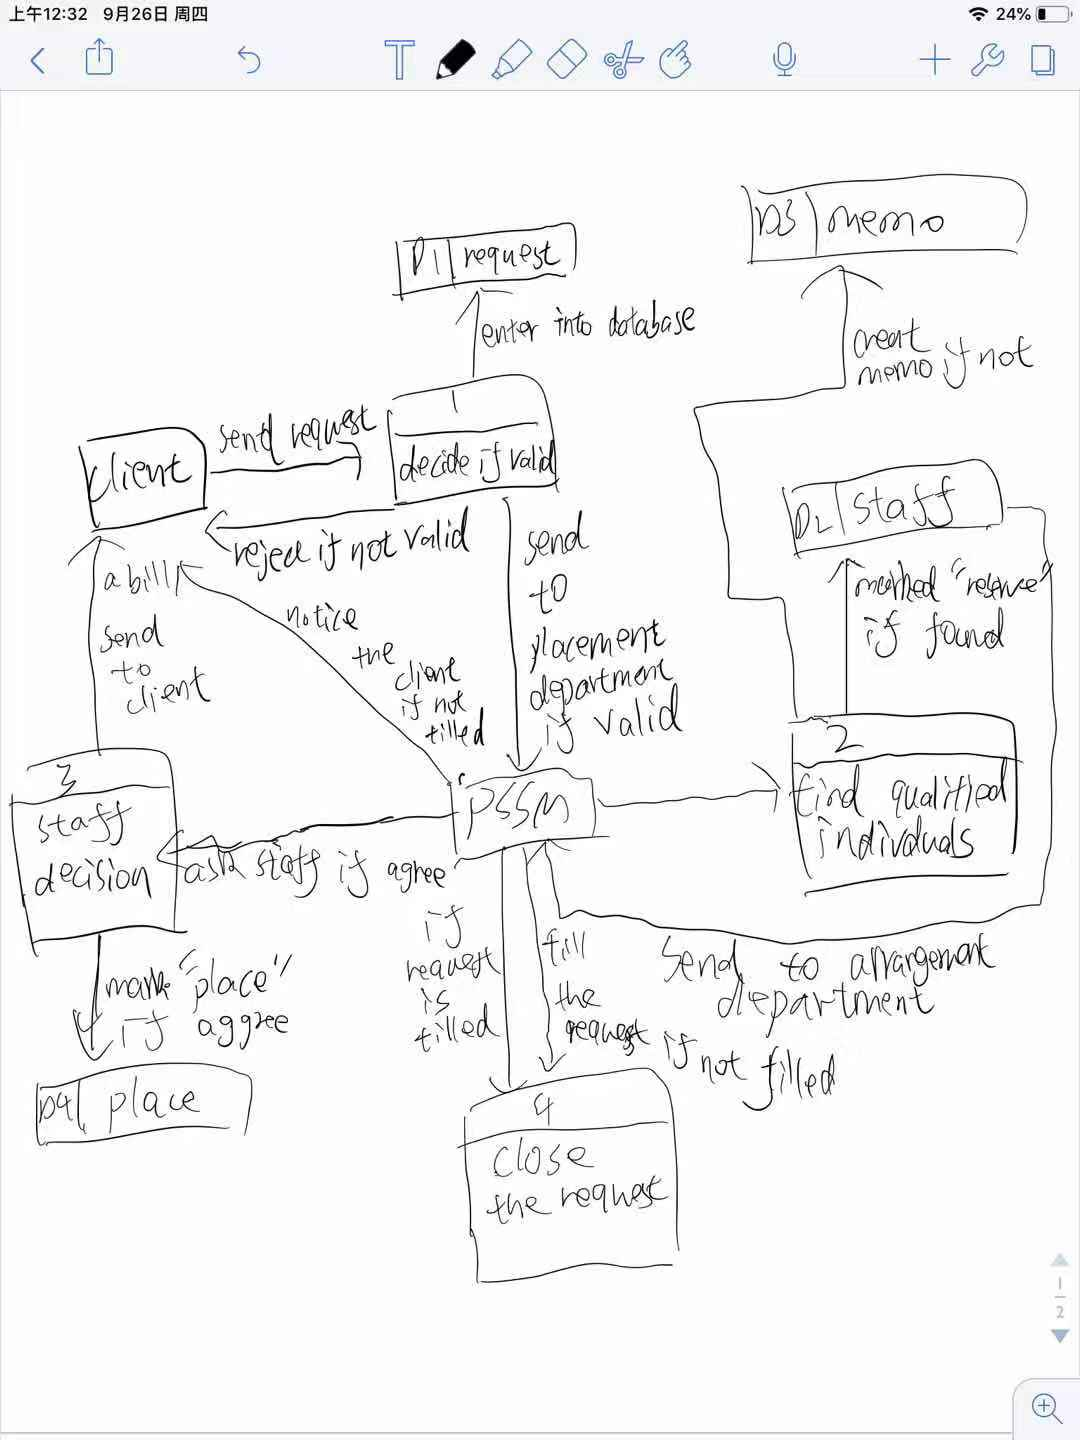 上午12:32 9月26日 周四
24%
D3 memo
D1 request
enter into database
creat
memo if not
1
decide if valid
send request
client
reject if not valid
D2 staff
marked "reserve"
if found
send
to
placement
department
if valid
a bill
send
to
client
notice
the
client
if not
filled
2
find qualified
individuals
3
staff
decision
PSSM
ask staff if agree
if
request
is
filled
fill
the
request
if
not filled
send to arrangement
department
mark "place"
if aggree
D4 place
4
close
the request
1
2